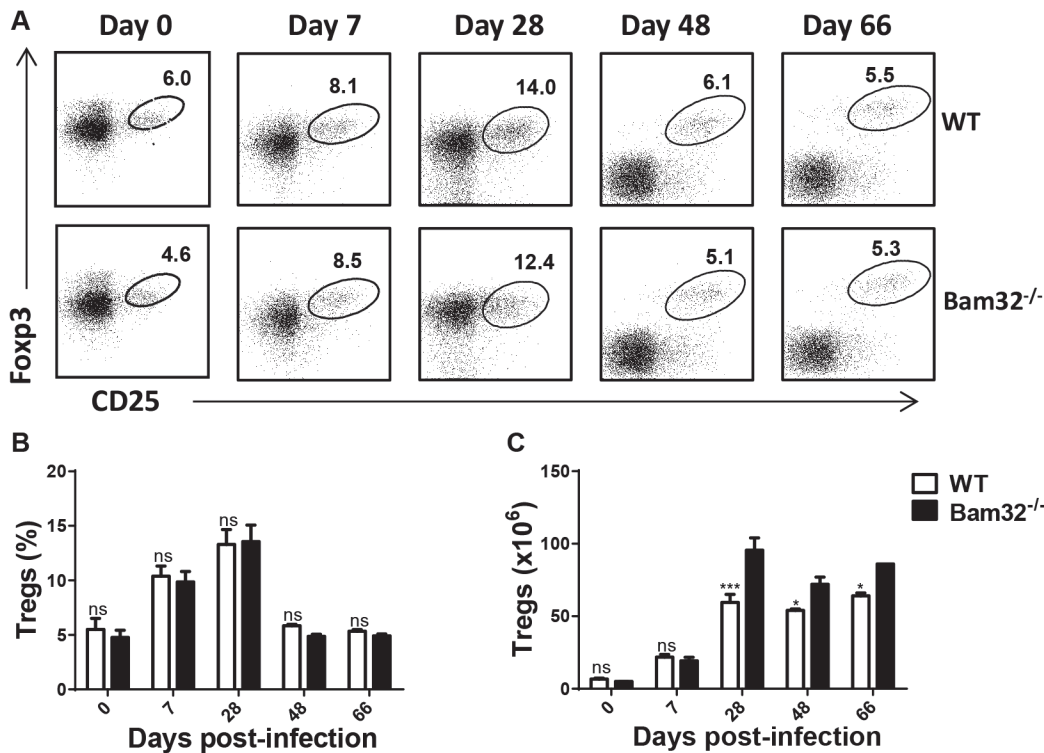 A
Day 0 Day 7 Day 28 Day 48 Day 66
6.0 8.1 14.0 6.1 5.5
WT
4.6 8.5 12.4 5.1 5.3
Bam32⁻/⁻
Foxp3
CD25
B
20
15
10
5
0
Tregs (%)
ns ns ns ns ns
0 7 28 48 66
Days post-infection
C
150
100
50
0
Tregs (x10⁶)
ns ns *** * *
0 7 28 48 66
Days post-infection
WT
Bam32⁻/⁻